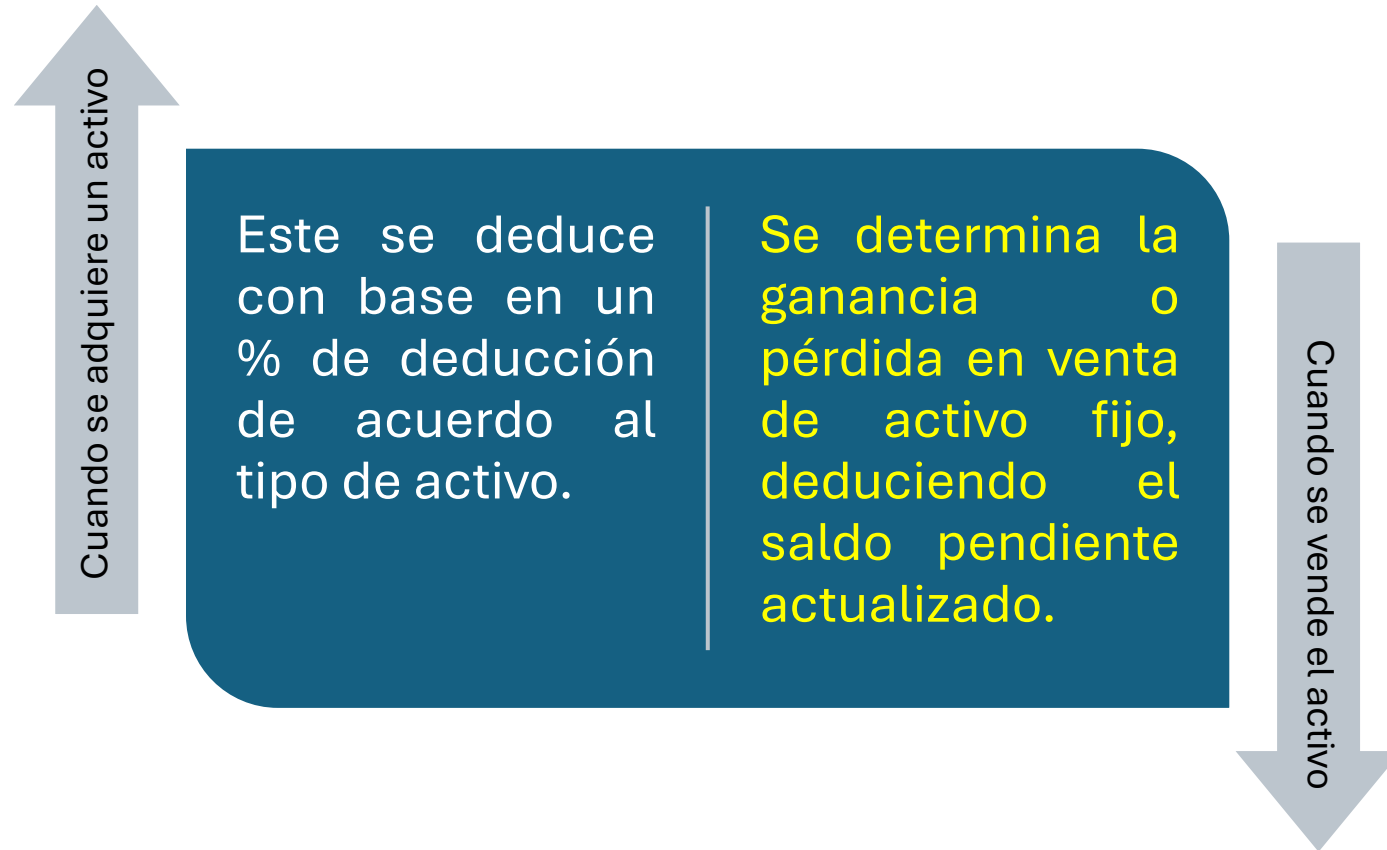 Cuando se adquiere un activo
Este se deduce
con base en un
% de deducción
de acuerdo al
tipo de activo.
Se determina la
ganancia o
pérdida en venta
de activo fijo,
deduciendo el
saldo pendiente
actualizado.
Cuando se vende el activo